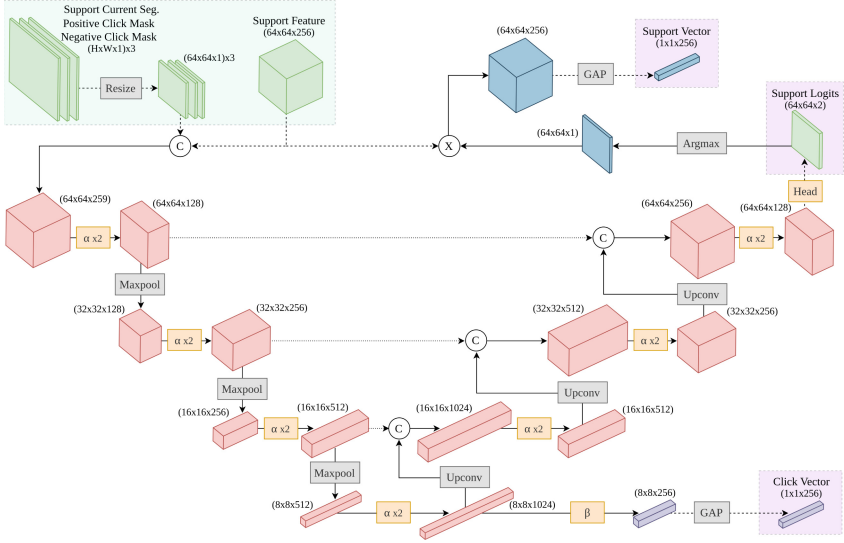 Support Current Seg.
Positive Click Mask
Negative Click Mask
(HxWx1)x3
Resize
(64x64x1)x3
Support Feature
(64x64x256)
(64x64x256)
GAP
Support Vector
(1x1x256)
Support Logits
(64x64x2)
C
X
(64x64x1)
Argmax
Head
(64x64x259)
α x2
(64x64x128)
C
(64x64x256)
α x2
(64x64x128)
Maxpool
Upconv
(32x32x128)
α x2
(32x32x256)
C
(32x32x512)
α x2
(32x32x256)
Maxpool
Upconv
(16x16x256)
α x2
(16x16x512)
C
(16x16x1024)
α x2
(16x16x512)
Maxpool
Upconv
(8x8x512)
α x2
(8x8x1024)
β
(8x8x256)
GAP
Click Vector
(1x1x256)